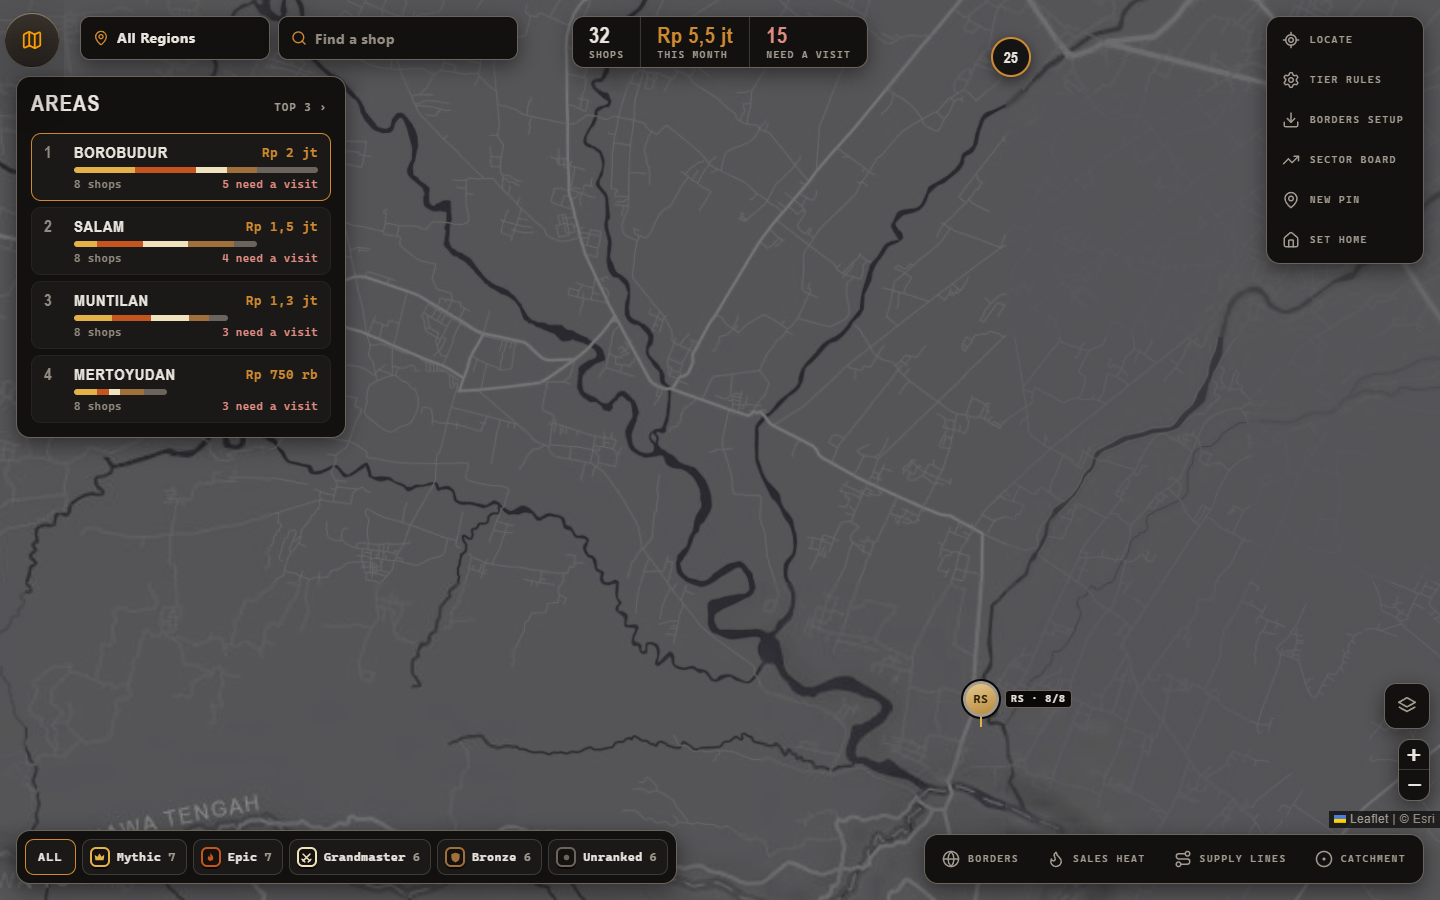 All Regions
Find a shop
32
SHOPS
Rp 5,5 jt
THIS MONTH
15
NEED A VISIT
25
LOCATE
TIER RULES
BORDERS SETUP
SECTOR BOARD
NEW PIN
SET HOME
AREAS
TOP 3 ›
1 BOROBUDUR Rp 2 jt
8 shops 5 need a visit
2 SALAM Rp 1,5 jt
8 shops 4 need a visit
3 MUNTILAN Rp 1,3 jt
8 shops 3 need a visit
4 MERTOYUDAN Rp 750 rb
8 shops 3 need a visit
RS
RS · 8/8
+
−
Leaflet | © Esri
AWA TENGAH
ALL
Mythic 7
Epic 7
Grandmaster 6
Bronze 6
Unranked 6
BORDERS
SALES HEAT
SUPPLY LINES
CATCHMENT